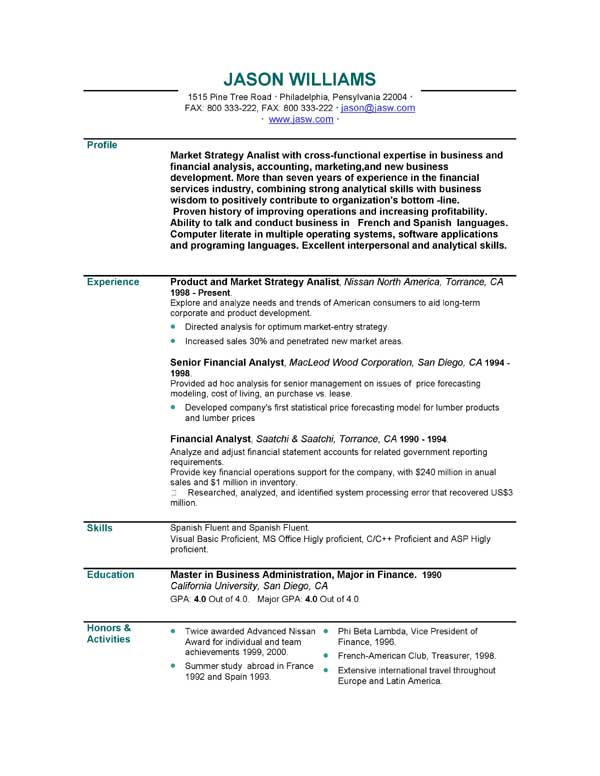 JASON WILLIAMS
1515 Pine Tree Road · Philadelphia, Pensylvania 22004 ·
FAX: 800 333-222, FAX: 800 333-222 · jason@jasw.com
· www.jasw.com ·
Profile
Market Strategy Analist with cross-functional expertise in business and
financial analysis, accounting, marketing,and new business
development. More than seven years of experience in the financial
services industry, combining strong analytical skills with business
wisdom to positively contribute to organization's bottom -line.
Proven history of improving operations and increasing profitability.
Ability to talk and conduct business in French and Spanish languages.
Computer literate in multiple operating systems, software applications
and programing languages. Excellent interpersonal and analytical skills.
Experience
Product and Market Strategy Analist, Nissan North America, Torrance, CA
1998 - Present.
Explore and analyze needs and trends of American consumers to aid long-term
corporate and product development.
• Directed analysis for optimum market-entry strategy.
• Increased sales 30% and penetrated new market areas.
Senior Financial Analyst, MacLeod Wood Corporation, San Diego, CA 1994 -
1998.
Provided ad hoc analysis for senior management on issues of price forecasting
modeling, cost of living, an purchase vs. lease.
• Developed company's first statistical price forecasting model for lumber products
and lumber prices
Financial Analyst, Saatchi & Saatchi, Torrance, CA 1990 - 1994.
Analyze and adjust financial statement accounts for related government reporting
requirements.
Provide key financial operations support for the company, with $240 million in anual
sales and $1 million in inventory.
□ Researched, analyzed, and identified system processing error that recovered US$3
million.
Skills
Spanish Fluent and Spanish Fluent.
Visual Basic Proficient, MS Office Higly proficient, C/C++ Proficient and ASP Higly
proficient.
Education
Master in Business Administration, Major in Finance. 1990
California University, San Diego, CA
GPA: 4.0 Out of 4.0. Major GPA: 4.0 Out of 4.0.
Honors &
Activities
• Twice awarded Advanced Nissan
Award for individual and team
achievements 1999, 2000.
• Summer study abroad in France
1992 and Spain 1993.
• Phi Beta Lambda, Vice President of
Finance, 1996.
• French-American Club, Treasurer, 1998.
• Extensive international travel throughout
Europe and Latin America.